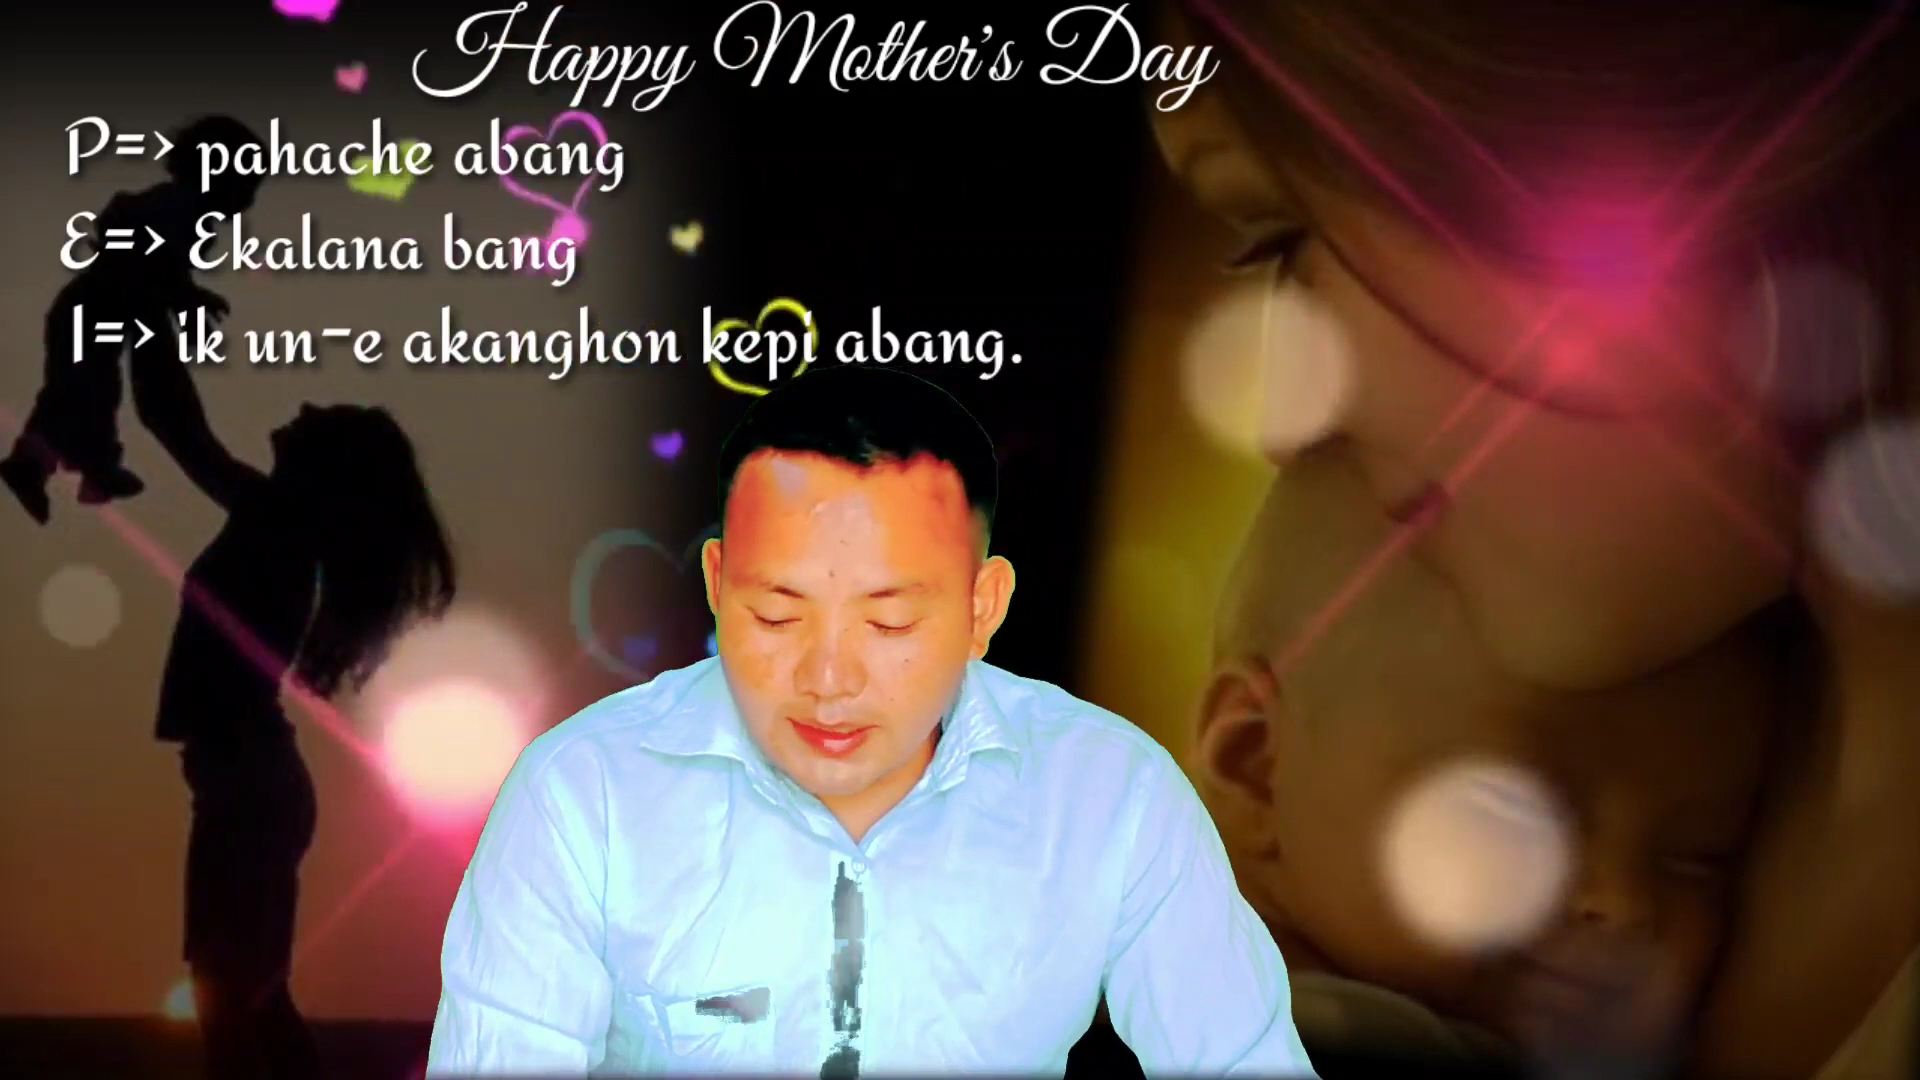 Happy Mother's Day
P=> pahache abang
E=> Ekalana bang
I=> ik un-e akanghon kepi abang.